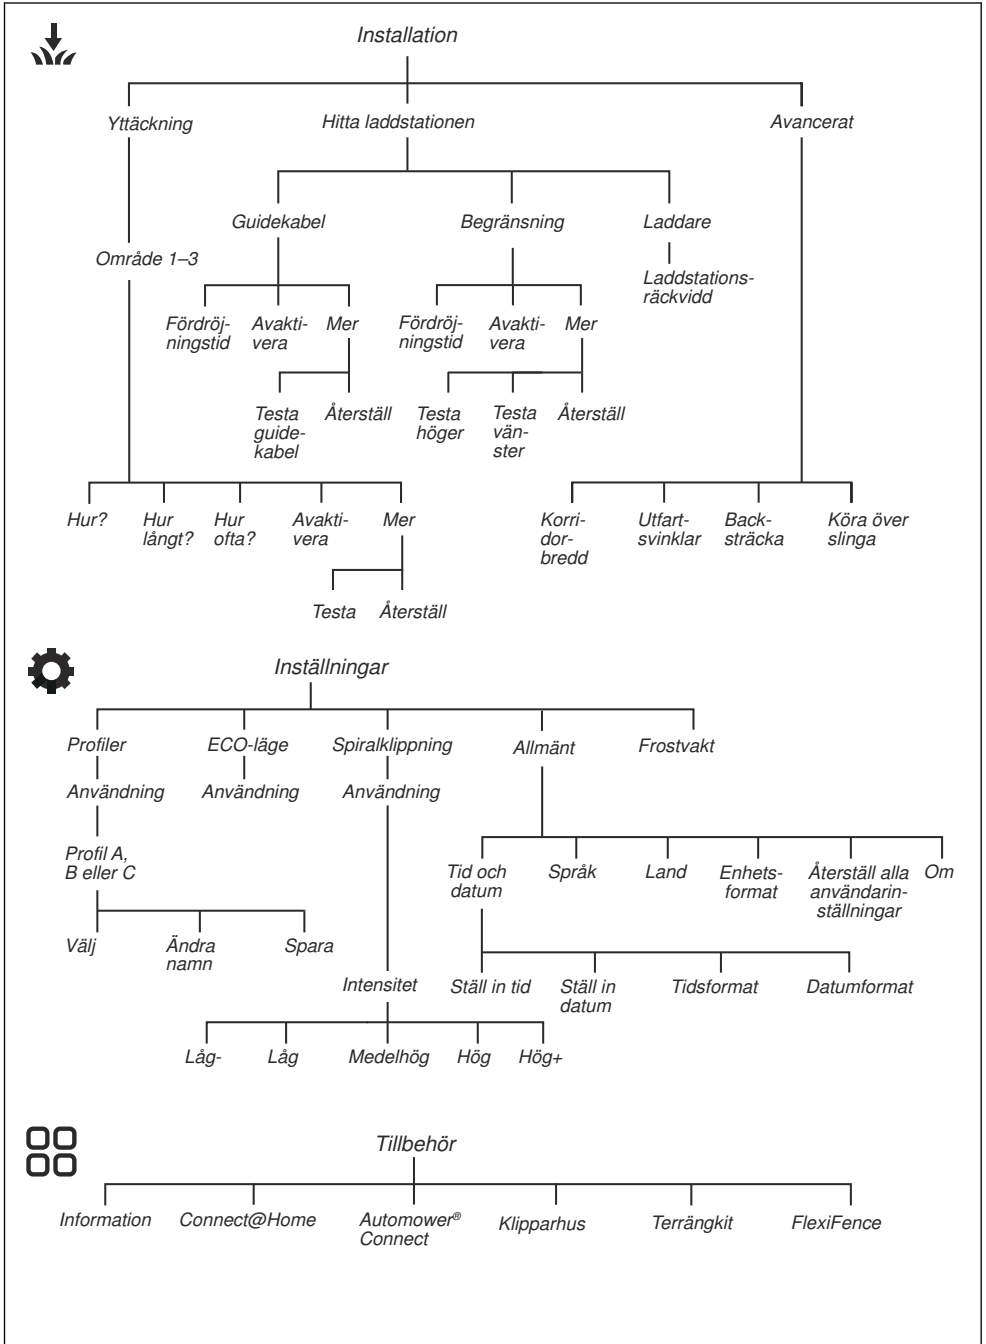 Installation
Yttäckning
Hitta laddstationen
Avancerat
Guidekabel
Begränsning
Laddare
Område 1–3
Laddstations-
räckvidd
Fördröj-
ningstid
Avakti-
vera
Mer
Fördröj-
ningstid
Avakti-
vera
Mer
Testa
guide-
kabel
Återställ
Testa
höger
Testa
vän-
ster
Återställ
Hur?
Hur
långt?
Hur
ofta?
Avakti-
vera
Mer
Korri-
dor-
bredd
Utfart-
svinklar
Back-
sträcka
Köra över
slinga
Testa
Återställ
Inställningar
Profiler
ECO-läge
Spiralklippning
Allmänt
Frostvakt
Användning
Användning
Användning
Profil A,
B eller C
Tid och
datum
Språk
Land
Enhets-
format
Återställ alla
användarin-
ställningar
Om
Välj
Ändra
namn
Spara
Intensitet
Ställ in tid
Ställ in
datum
Tidsformat
Datumformat
Låg-
Låg
Medelhög
Hög
Hög+
Tillbehör
Information
Connect@Home
Automower®
Connect
Klipparhus
Terrängkit
FlexiFence